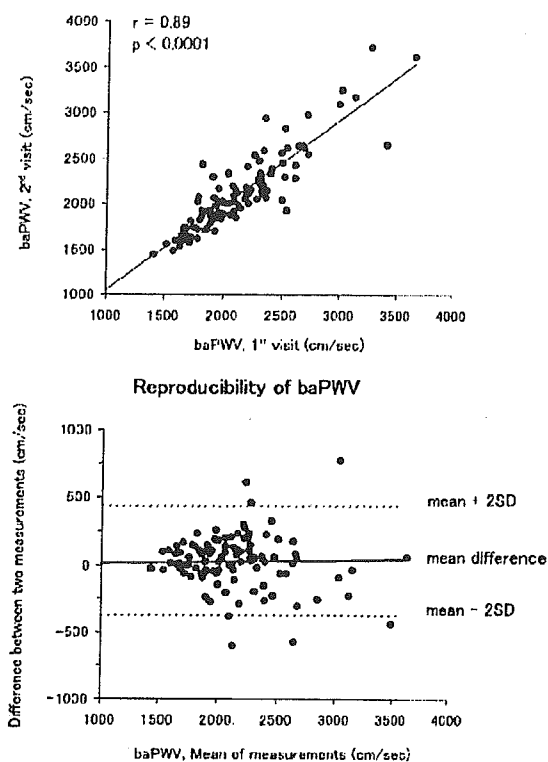 4000
r = 0.89
p < 0.0001
3500
3000
2500
2000
1500
1000
baPWV, 2nd visit (cm/sec)
1000 1500 2000 2500 3000 3500 4000
baPWV, 1st visit (cm/sec)
Reproducibility of baPWV
1000
500
0
-500
-1000
Difference between two measurements (cm/sec)
mean + 2SD
mean difference
mean - 2SD
1000 1500 2000. 2500 3000 3500 4000
baPWV, Mean of measurements (cm/sec)